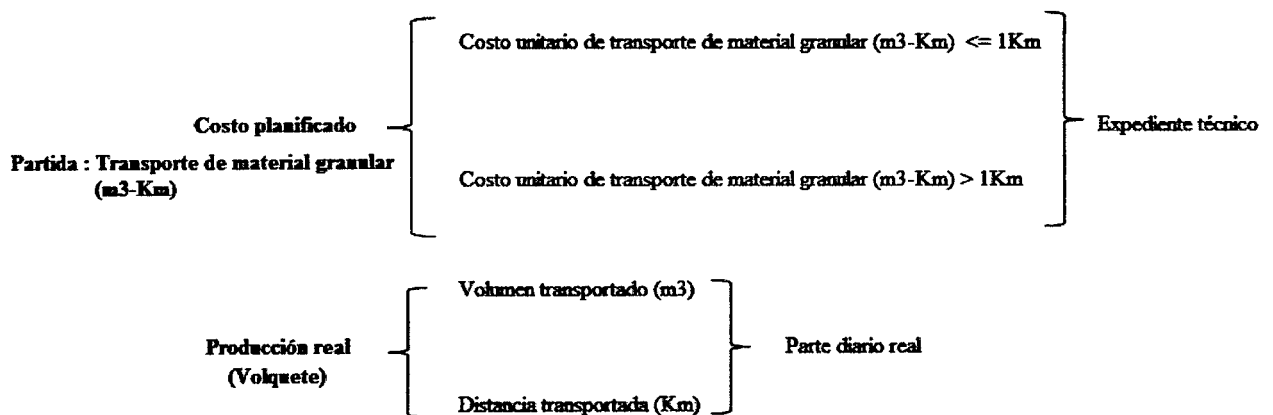 Costo unitario de transporte de material granular (m3-Km) <= 1Km
Costo planificado
Expediente técnico
Partida : Transporte de material granular
(m3-Km)
Costo unitario de transporte de material granular (m3-Km) > 1Km
Volumen transportado (m3)
Producción real
(Volquete)
Parte diario real
Distancia transportada (Km)